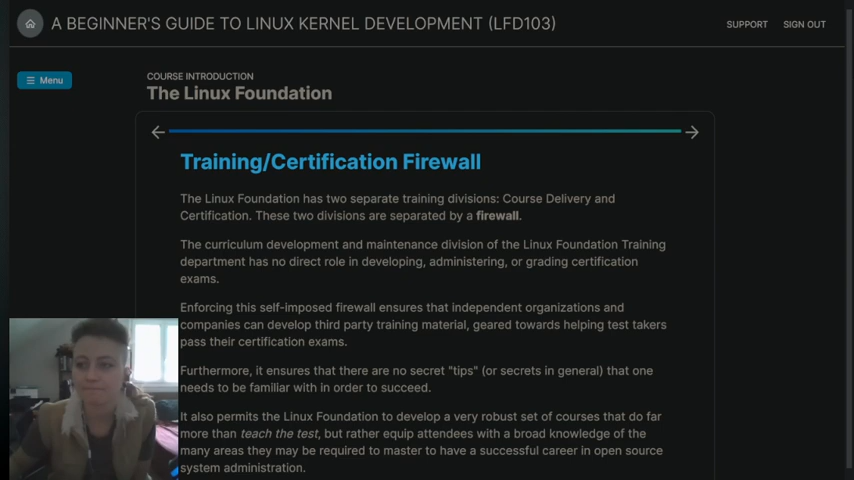 A BEGINNER'S GUIDE TO LINUX KERNEL DEVELOPMENT (LFD103)
SUPPORT
SIGN OUT
Menu
COURSE INTRODUCTION
The Linux Foundation
Training/Certification Firewall
The Linux Foundation has two separate training divisions: Course Delivery and
Certification. These two divisions are separated by a firewall.
The curriculum development and maintenance division of the Linux Foundation Training
department has no direct role in developing, administering, or grading certification
exams.
Enforcing this self-imposed firewall ensures that independent organizations and
companies can develop third party training material, geared towards helping test takers
pass their certification exams.
Furthermore, it ensures that there are no secret "tips" (or secrets in general) that one
needs to be familiar with in order to succeed.
It also permits the Linux Foundation to develop a very robust set of courses that do far
more than teach the test, but rather equip attendees with a broad knowledge of the
many areas they may be required to master to have a successful career in open source
system administration.